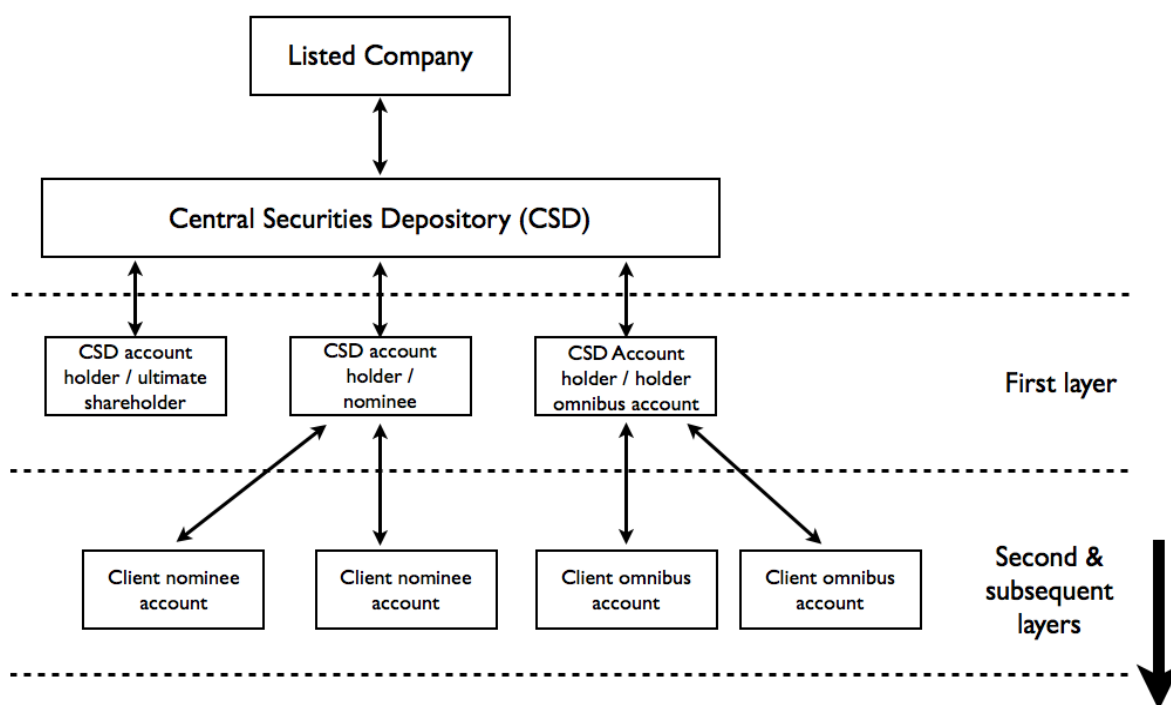 Listed Company
Central Securities Depository (CSD)
CSD account
holder / ultimate
shareholder
CSD account
holder /
nominee
CSD Account
holder / holder
omnibus account
First layer
Client nominee
account
Client nominee
account
Client omnibus
account
Client omnibus
account
Second &
subsequent
layers